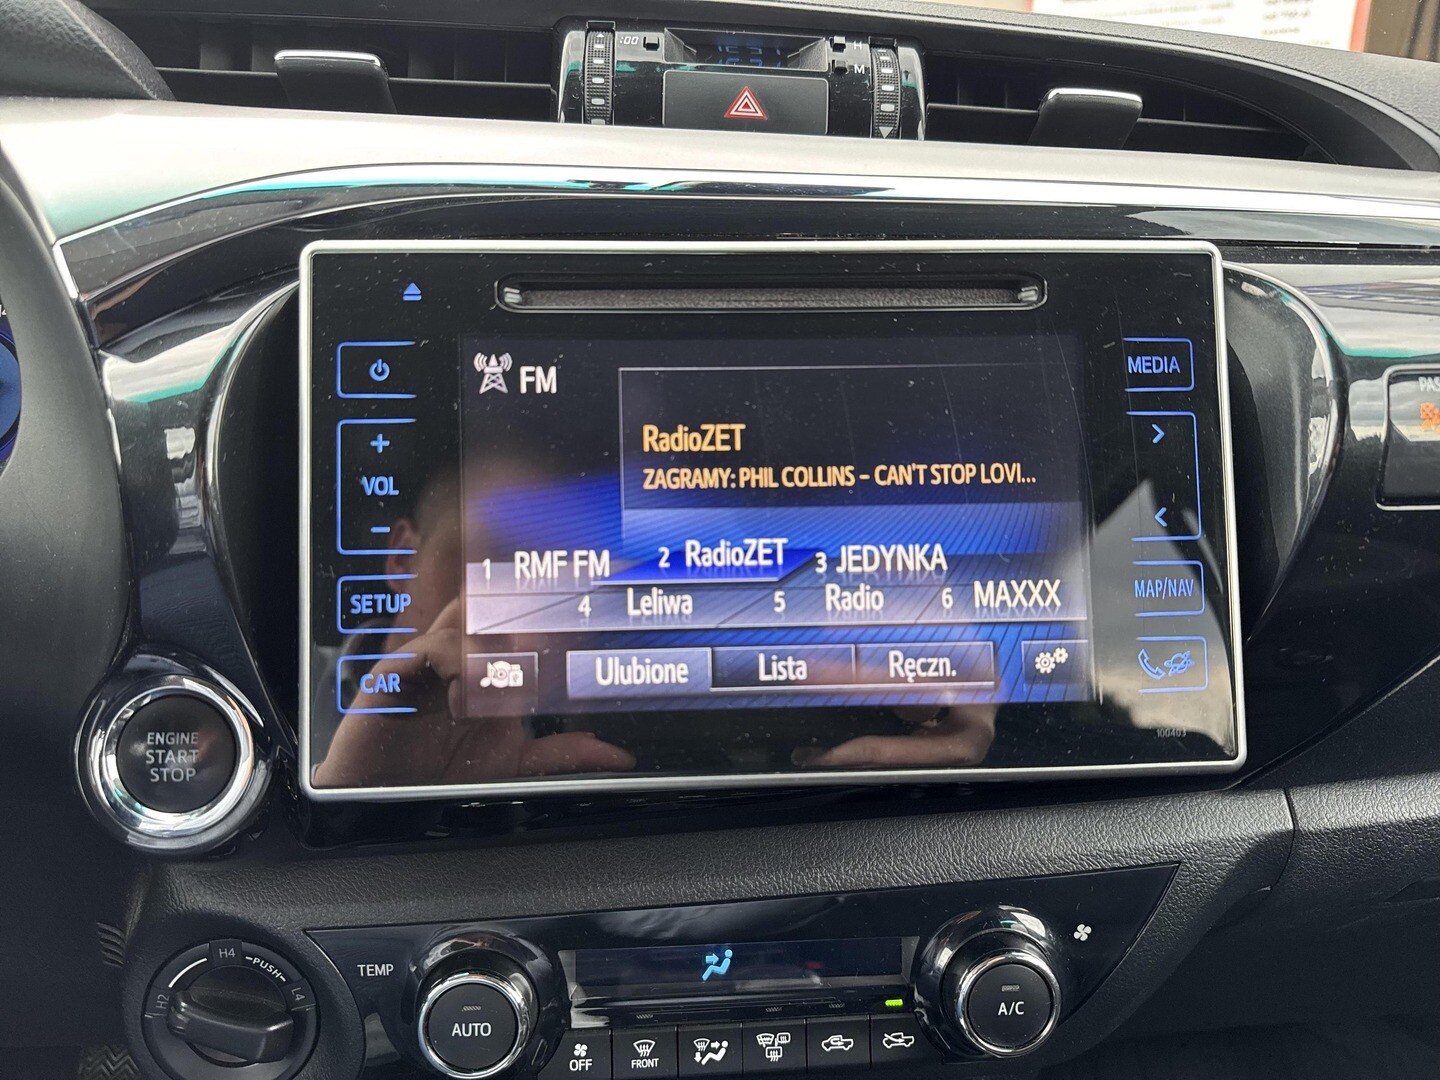 :00
H
M
FM
MEDIA
RadioZET
ZAGRAMY: PHIL COLLINS – CAN'T STOP LOVI...
VOL
1 RMF FM 2 RadioZET 3 JEDYNKA
4 Leliwa 5 Radio 6 MAXXX
SETUP
MAP/NAV
Ulubione Lista Ręczn.
CAR
100403
ENGINE
START
STOP
H4
PUSH
H2
L4
TEMP
AUTO
A/C
OFF
FRONT